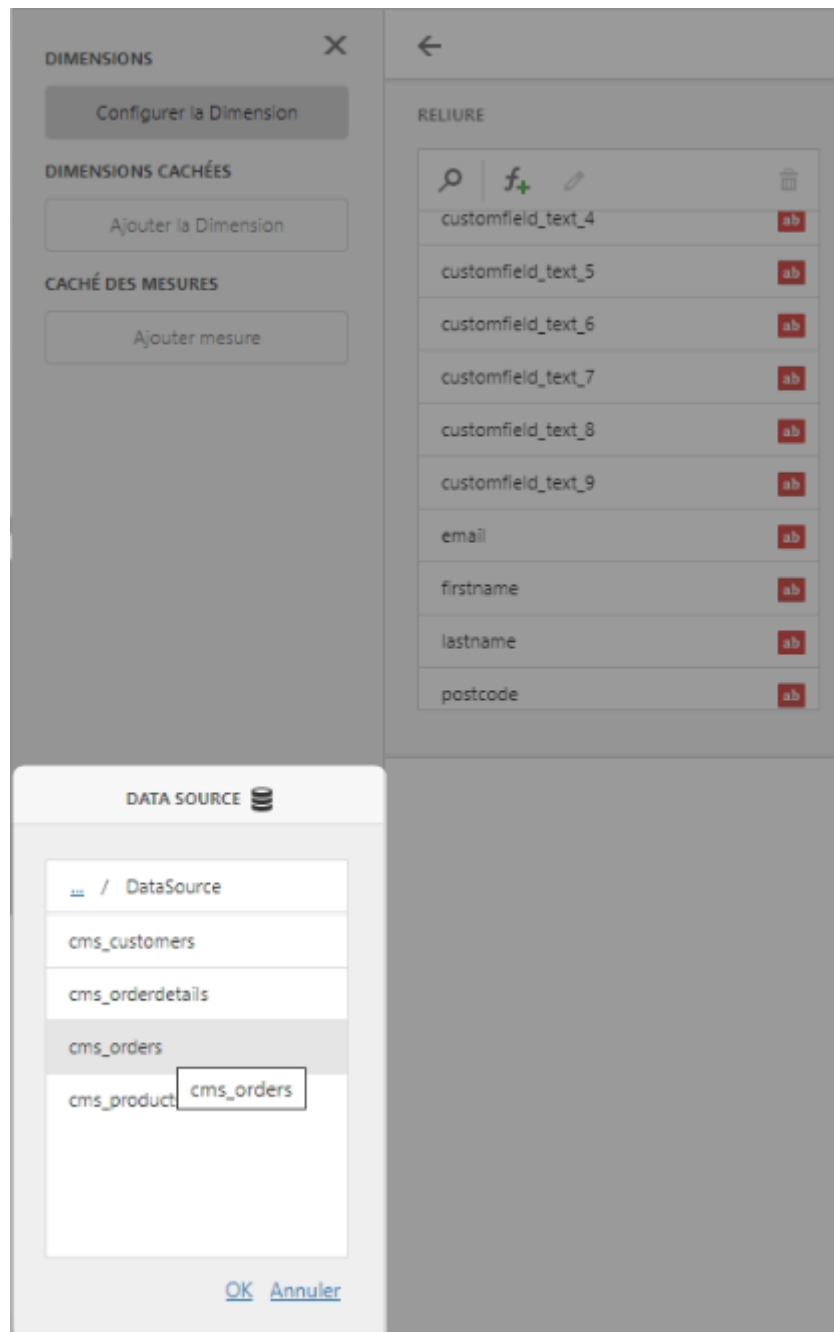 DIMENSIONS
Configurer la Dimension
DIMENSIONS CACHÉES
Ajouter la Dimension
CACHÉ DES MESURES
Ajouter mesure
RELIURE
customfield_text_4 ab
customfield_text_5 ab
customfield_text_6 ab
customfield_text_7 ab
customfield_text_8 ab
customfield_text_9 ab
email ab
firstname ab
lastname ab
postcode ab
DATA SOURCE
... / DataSource
cms_customers
cms_orderdetails
cms_orders
cms_orders
cms_product
OK Annuler